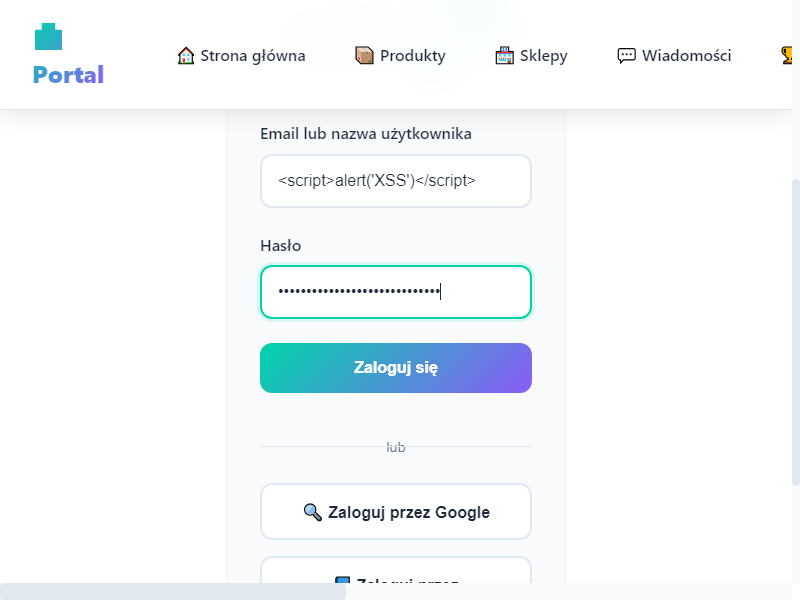 Portal
Strona główna
Produkty
Sklepy
Wiadomości
Email lub nazwa użytkownika
<script>alert('XSS')</script>
Hasło
•••••••••••••••••••••••••••••
Zaloguj się
lub
Zaloguj przez Google
Zaloguj przez